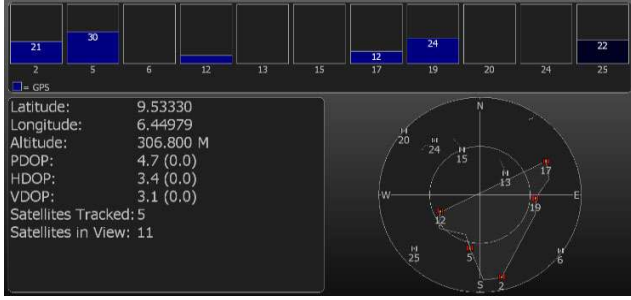 21 30 12 24 22
2 5 6 12 13 15 17 19 20 24 25
= GPS
Latitude: 9.53330
Longitude: 6.44979
Altitude: 306.800 M
PDOP: 4.7 (0.0)
HDOP: 3.4 (0.0)
VDOP: 3.1 (0.0)
Satellites Tracked: 5
Satellites in View: 11
N
20
24
15
17
13
W
E
19
12
5
25
6
S
2